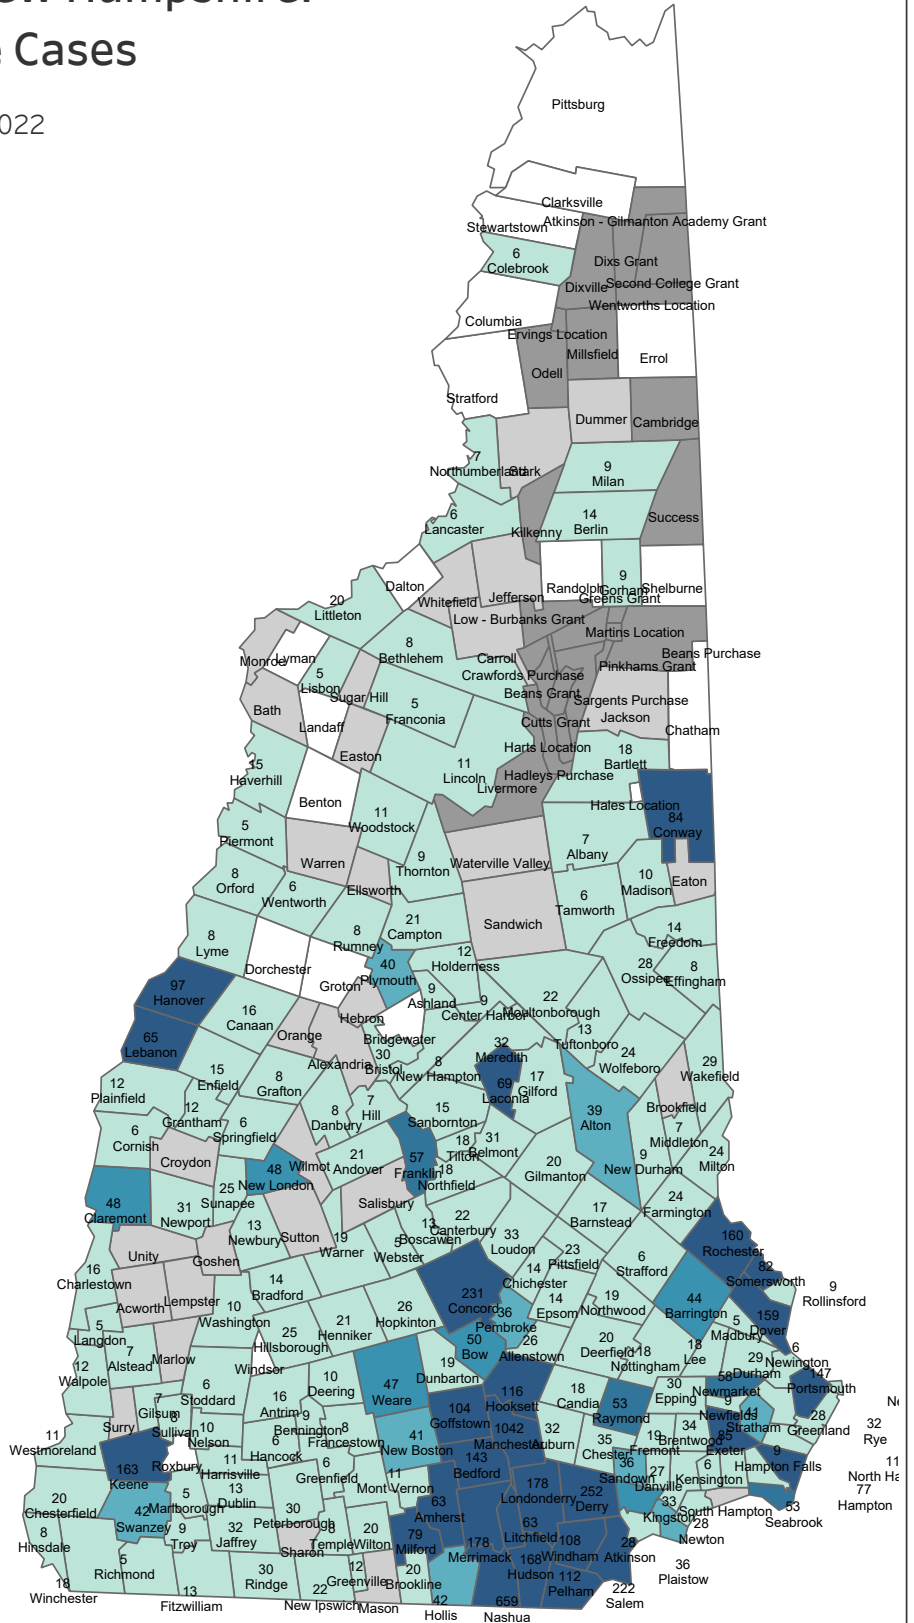 Cases
022
Pittsburg
Clarksville
Atkinson - Gilmanton Academy Grant
Stewartstown
6
Colebrook
Dixs Grant
Dixville
Second College Grant
Wentworths Location
Columbia
Ervings Location
Millsfield
Errol
Odell
Stratford
Dummer
Cambridge
7
Northumberland
Stark
9
Milan
6
Lancaster
14
Berlin
Success
Kilkenny
Dalton
Whitefield
Jefferson
Randolph
9
Gorham
Shelburne
Greens Grant
20
Littleton
Low - Burbanks Grant
Martins Location
8
Bethlehem
Carroll
Beans Purchase
Pinkhams Grant
Monroe
Lyman
5
Lisbon
Sugar Hill
Crawfords Purchase
Beans Grant
Sargents Purchase
Jackson
Bath
Landaff
5
Franconia
Cutts Grant
Chatham
Easton
Harts Location
18
Bartlett
15
Haverhill
11
Lincoln
Livermore
Hadleys Purchase
Benton
Hales Location
84
Conway
11
Woodstock
5
Piermont
7
Albany
Warren
9
Thornton
Waterville Valley
8
Orford
6
Wentworth
Ellsworth
10
Madison
Eaton
6
Tamworth
8
Lyme
8
Rumney
21
Campton
Sandwich
14
Freedom
Dorchester
40
Plymouth
12
Holderness
28
Ossipee
8
Effingham
97
Hanover
Groton
9
Ashland
9
Center Harbor
22
Moultonborough
16
Canaan
Hebron
Orange
Bridgewater
13
Tuftonboro
65
Lebanon
Alexandria
30
Bristol
8
New Hampton
32
Meredith
24
Wolfeboro
29
Wakefield
12
Plainfield
15
Enfield
8
Grafton
69
Laconia
17
Gilford
12
Grantham
8
Danbury
7
Hill
15
Sanbornton
39
Alton
Brookfield
6
Cornish
6
Springfield
7
Middleton
Croydon
48
New London
Wilmot
21
Andover
57
Franklin
18
Tilton
31
Belmont
18
Northfield
20
Gilmanton
9
New Durham
24
Milton
48
Claremont
31
Newport
25
Sunapee
Salisbury
24
Farmington
13
Newbury
Sutton
19
Warner
5
Webster
13
Boscawen
22
Canterbury
17
Barnstead
Unity
Goshen
33
Loudon
160
Rochester
16
Charlestown
23
Pittsfield
6
Strafford
82
Somersworth
14
Bradford
14
Chichester
9
Rollinsford
Acworth
Lempster
10
Washington
26
Hopkinton
231
Concord
36
Pembroke
14
Epsom
19
Northwood
44
Barrington
159
Dover
5
Langdon
25
Hillsborough
21
Henniker
50
Bow
5
Madbury
7
Alstead
Marlow
Windsor
26
Allenstown
20
Deerfield
18
Nottingham
18
Lee
29
Durham
6
Newington
12
Walpole
10
Deering
47
Weare
19
Dunbarton
147
Portsmouth
6
Stoddard
16
Antrim
116
Hooksett
18
Candia
53
Raymond
30
Epping
58
Newmarket
7
Gilsum
Surry
8
Sullivan
10
Nelson
9
Bennington
8
Francestown
104
Goffstown
9
Newfields
41
Stratham
28
Greenland
11
Westmoreland
6
Hancock
41
New Boston
1042
Manchester
32
Auburn
35
Chester
19
Fremont
34
Brentwood
85
Exeter
32
Rye
163
Keene
Roxbury
11
Harrisville
6
Greenfield
11
Mont Vernon
143
Bedford
36
Sandown
27
Danville
6
Kensington
9
Hampton Falls
11
77
Hampton
20
Chesterfield
42
Swanzey
5
Marlborough
13
Dublin
30
Peterborough
63
Amherst
178
Londonderry
252
Derry
33
Kingston
South Hampton
53
Seabrook
8
Hinsdale
9
Troy
32
Jaffrey
Sharon
8
Temple
20
Wilton
79
Milford
178
Merrimack
63
Litchfield
108
Windham
28
Atkinson
28
Newton
5
Richmond
30
Rindge
12
Greenville
20
Brookline
168
Hudson
112
Pelham
36
Plaistow
18
Winchester
13
Fitzwilliam
22
New Ipswich
Mason
42
Hollis
659
Nashua
222
Salem